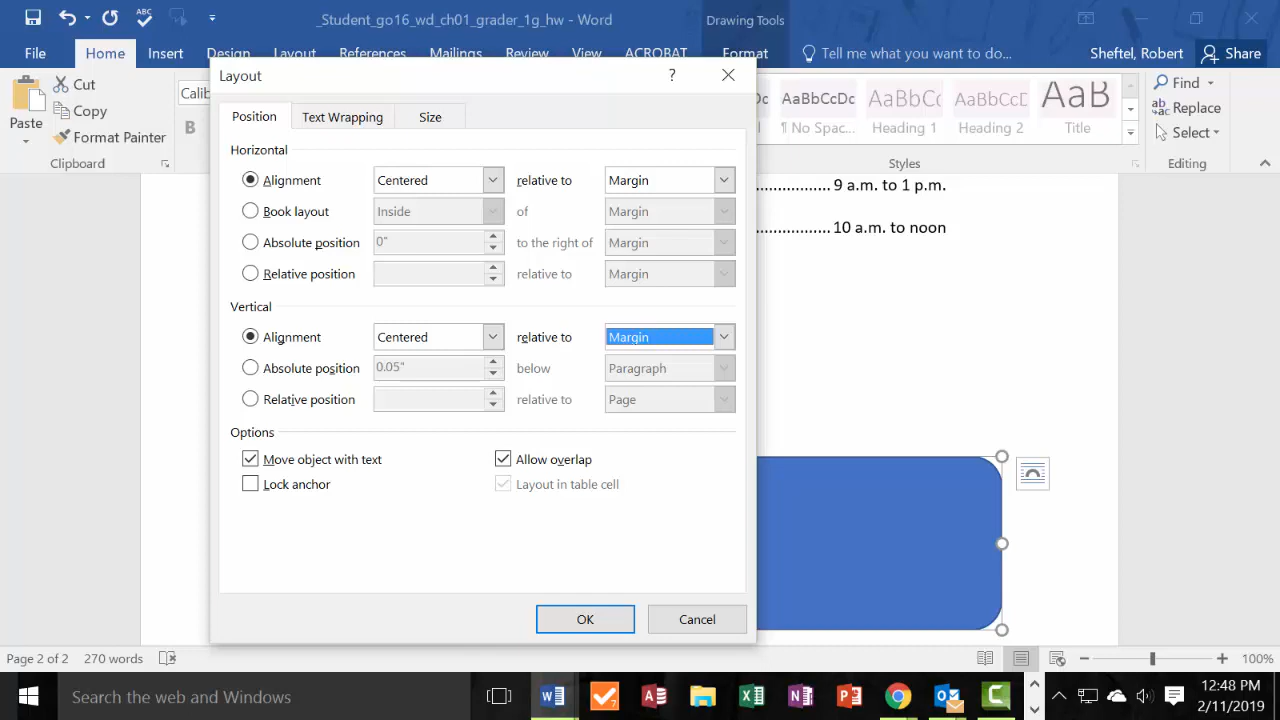 _Student_go16_wd_ch01_grader_1g_hw - Word
Drawing Tools
File Home Insert Design Layout References Mailings Review View ACROBAT Format Tell me what you want to do... Sheftel, Robert Share
Paste
Cut
Copy
Format Painter
Clipboard
Calib
B
AaBbCcDc
¶ No Spac...
AaBbCc
Heading 1
AaBbCcD
Heading 2
AaB
Title
Styles
Find
Replace
Select
Editing
Layout
?
Position Text Wrapping Size
Horizontal
Alignment Centered relative to Margin
Book layout Inside of Margin
Absolute position 0" to the right of Margin
Relative position relative to Margin
Vertical
Alignment Centered relative to Margin
Absolute position 0.05" below Paragraph
Relative position relative to Page
Options
Move object with text Allow overlap
Lock anchor Layout in table cell
OK Cancel
.................. 9 a.m. to 1 p.m.
.................. 10 a.m. to noon
Page 2 of 2 270 words 100%
Search the web and Windows
12:48 PM
2/11/2019